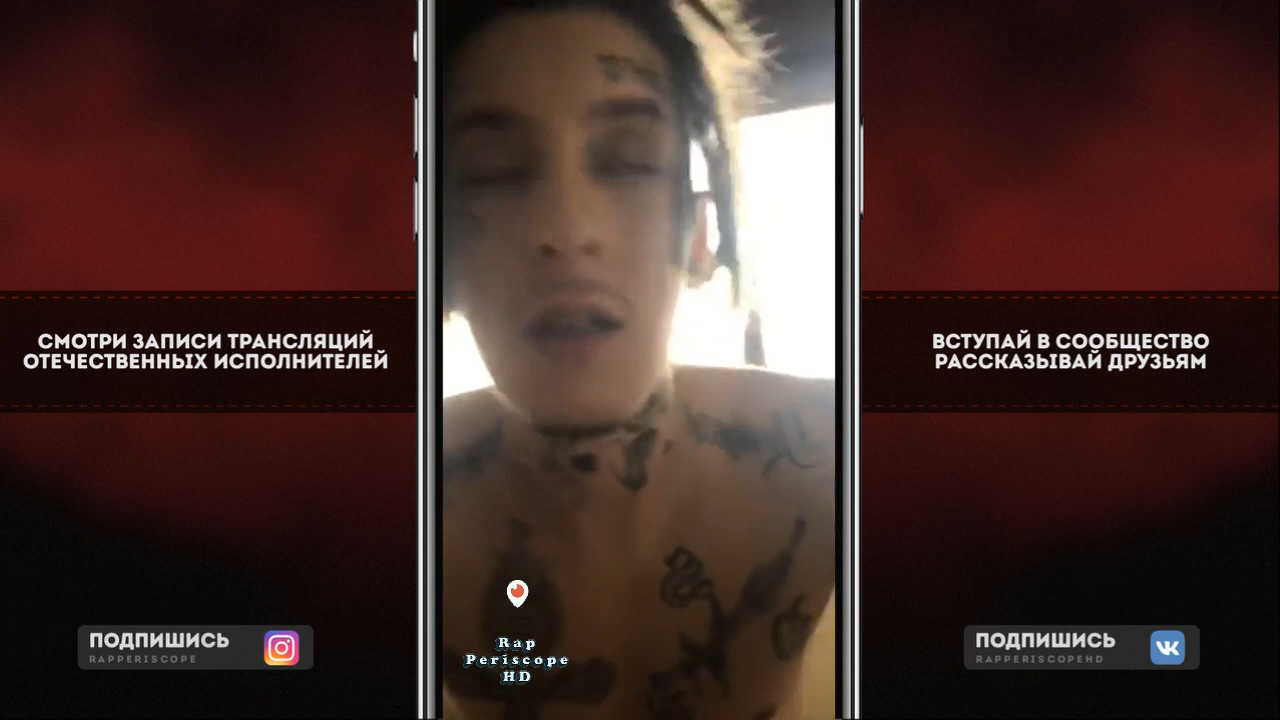 СМОТРИ ЗАПИСИ ТРАНСЛЯЦИЙ
ОТЕЧЕСТВЕННЫХ ИСПОЛНИТЕЛЕЙ
ВСТУПАЙ В СООБЩЕСТВО
РАССКАЗЫВАЙ ДРУЗЬЯМ
Rap
Periscope
HD
ПОДПИШИСЬ
RAPPERISCOPE
ПОДПИШИСЬ
RAPPERISCOPEHD